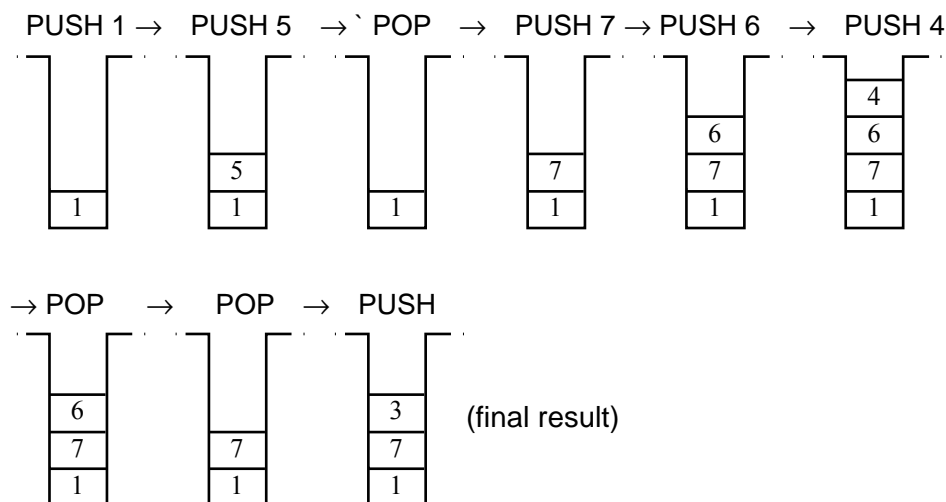 PUSH 1 → PUSH 5 → ` POP → PUSH 7 → PUSH 6 → PUSH 4
4
6 6
5 7 7 7
1 1 1 1 1 1
→ POP → POP → PUSH
6 3 (final result)
7 7 7
1 1 1